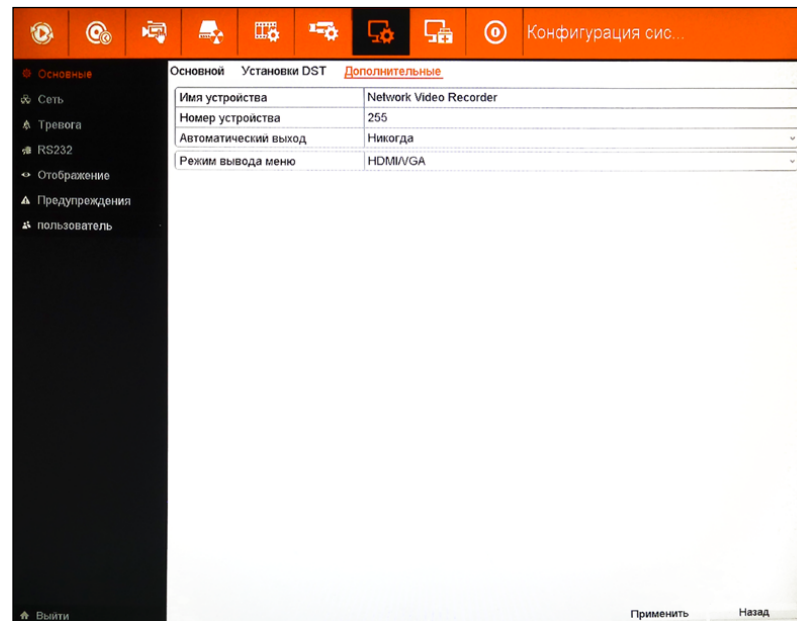 Конфигурация сис...
Основные
Сеть
Тревога
RS232
Отображение
Предупреждения
пользователь
Выйти
Основной Установки DST Дополнительные
Имя устройства Network Video Recorder
Номер устройства 255
Автоматический выход Никогда
Режим вывода меню HDMI/VGA
Применить Назад